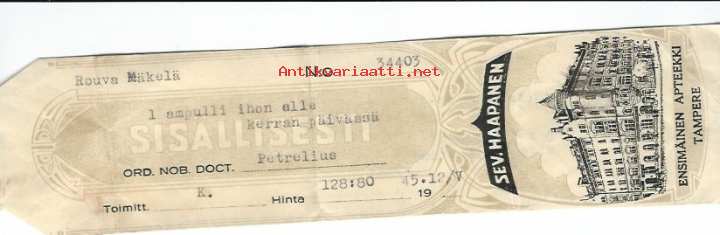 Rouva Mäkelä No 34403
Antikvariaatti.net
1 ampulli ihon alle
kerran päivässä
SISÄLLISESTI
ORD. NOB. DOCT. Petrelius
Toimitt. K. Hinta 128:80 45.12/V 19
SEV. HAAPANEN
ENSIMÄINEN APTEEKKI
TAMPERE